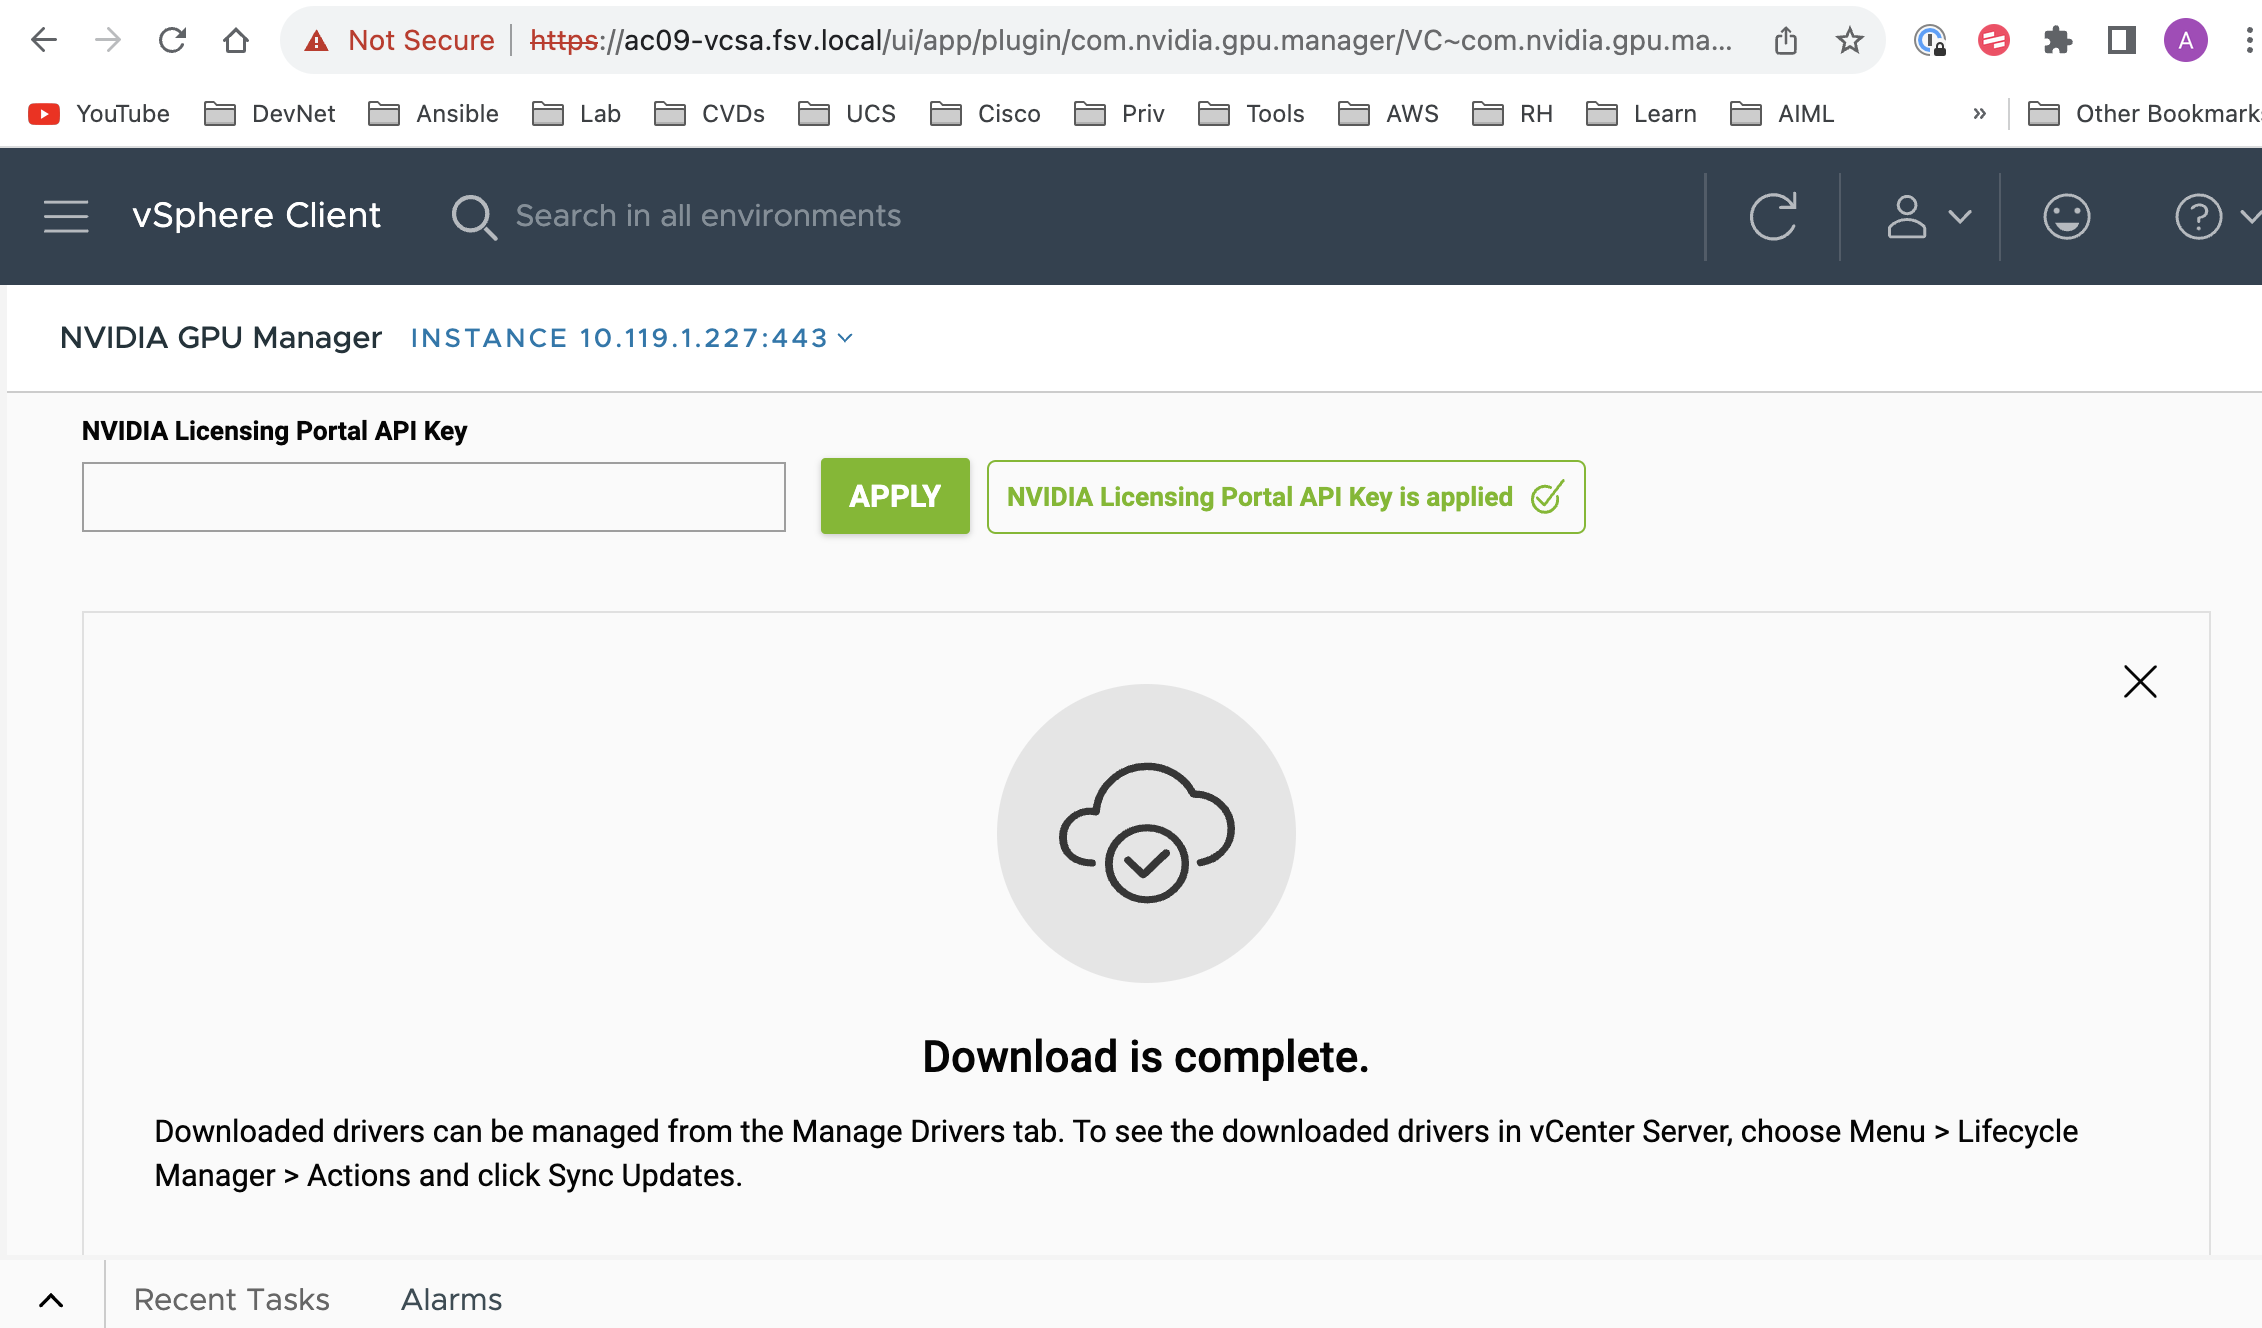 Not Secure | https://ac09-vcsa.fsv.local/ui/app/plugin/com.nvidia.gpu.manager/VC~com.nvidia.gpu.ma... A
YouTube DevNet Ansible Lab CVDs UCS Cisco Priv Tools AWS RH Learn AIML » Other Bookmarks
vSphere Client Search in all environments ?
NVIDIA GPU Manager INSTANCE 10.119.1.227:443
NVIDIA Licensing Portal API Key
APPLY NVIDIA Licensing Portal API Key is applied
Download is complete.
Downloaded drivers can be managed from the Manage Drivers tab. To see the downloaded drivers in vCenter Server, choose Menu > Lifecycle
Manager > Actions and click Sync Updates.
Recent Tasks Alarms